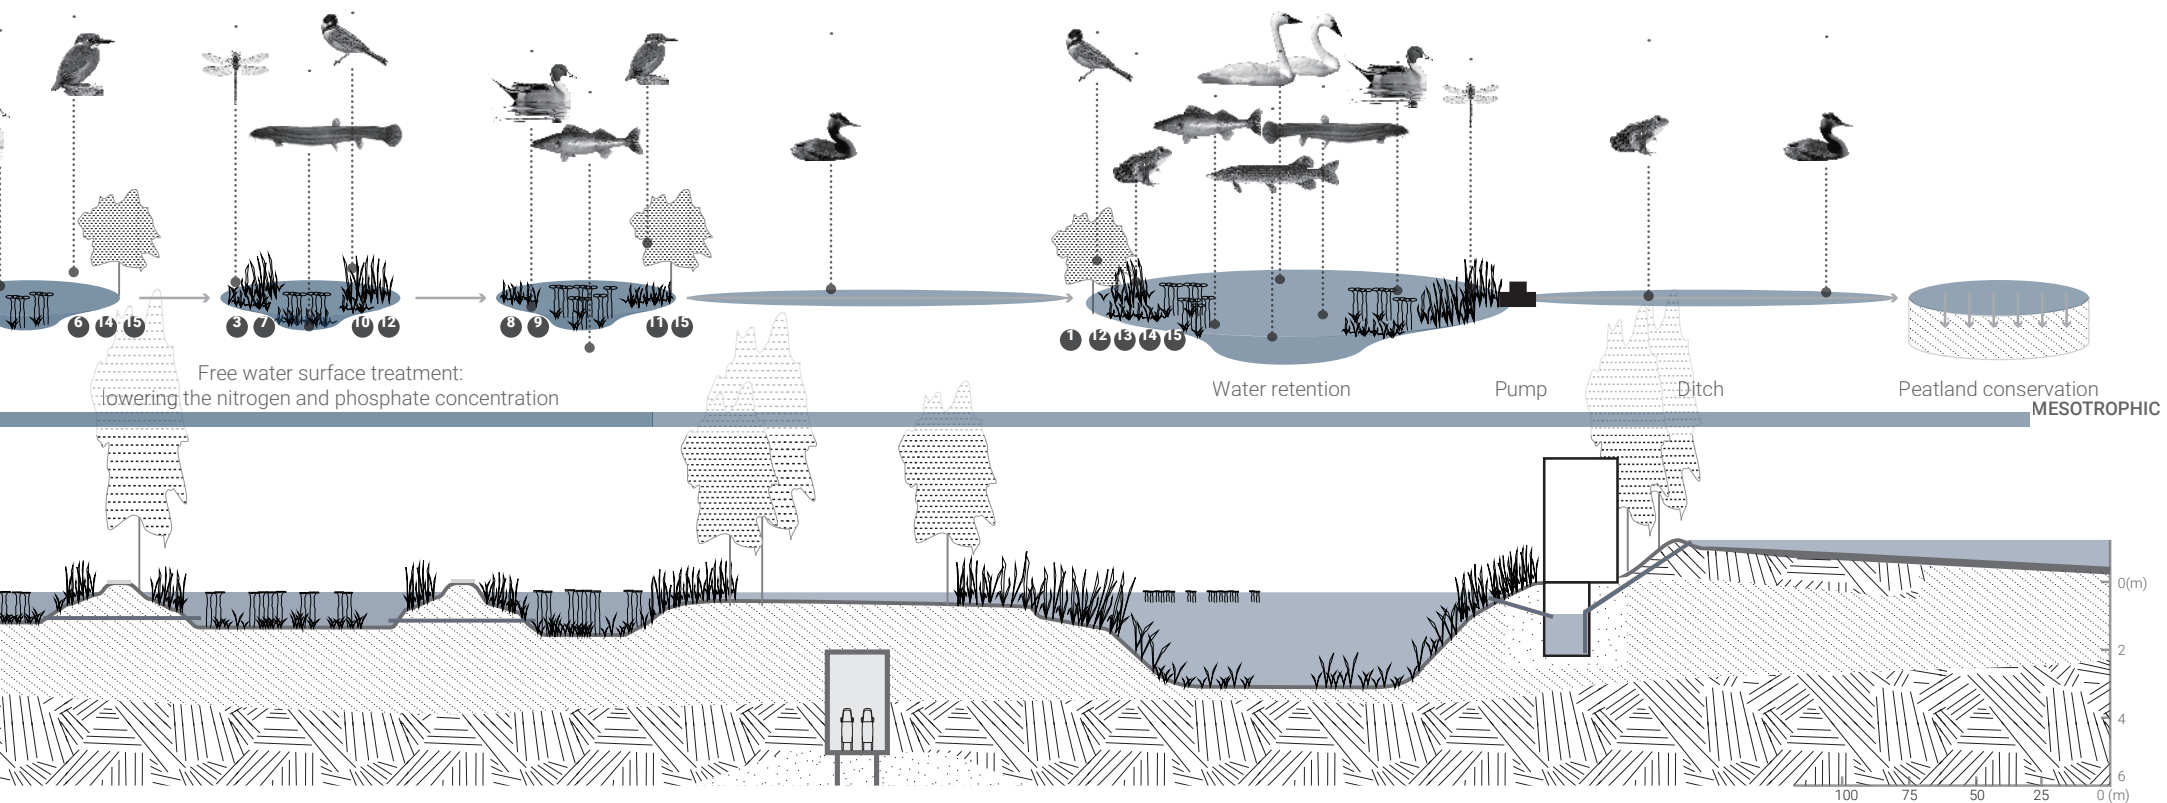 6 14 15 3 7 10 12 8 9 11 15 1 12 13 14 15
Free water surface treatment:
lowering the nitrogen and phosphate concentration
Water retention
Pump
Ditch
Peatland conservation
MESOTROPHIC
0(m)
2
4
6
100 75 50 25 0 (m)